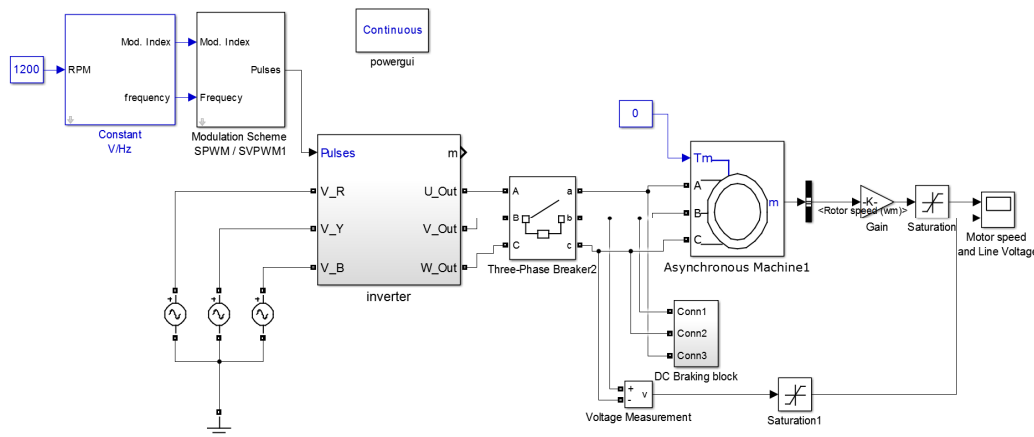 Continuous
powergui
1200
RPM
Mod. Index
frequency
Constant
V/Hz
Mod. Index
Pulses
Frequecy
Modulation Scheme
SPWM / SVPWM1
Pulses
m
V_R
U_Out
V_Y
V_Out
V_B
W_Out
inverter
A
a
B
b
C
c
Three-Phase Breaker2
0
Tm
A
B
C
m
Asynchronous Machine1
<Rotor speed (wm)>
-K-
Gain
Saturation
Motor speed
and Line Voltage
Conn1
Conn2
Conn3
DC Braking block
+
-
v
Voltage Measurement
Saturation1
+
+
+